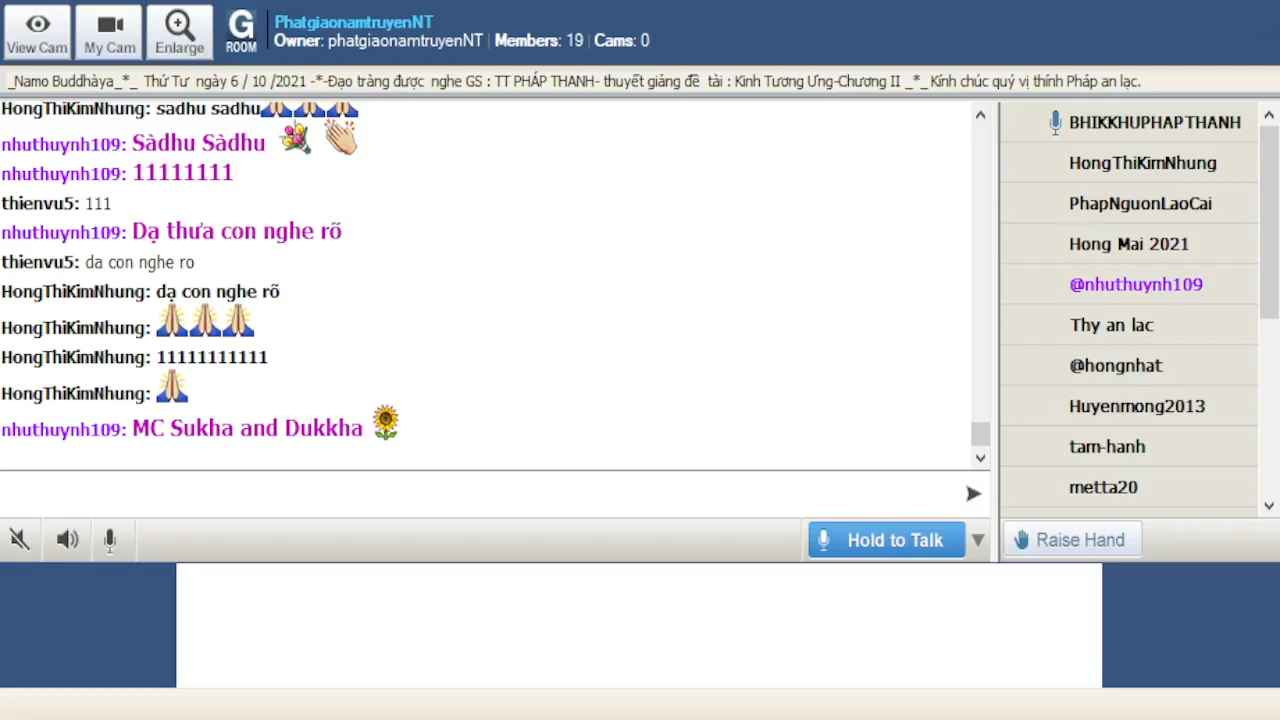 PhatgiaonamtruyenNT
View Cam
My Cam
Enlarge
G
ROOM
Owner: phatgiaonamtruyenNT | Members: 19 | Cams: 0
_Namo Buddhàya_*_ Thứ Tư ngày 6 / 10 /2021 -*-Đạo tràng được nghe GS : TT PHÁP THANH- thuyết giảng đề tài : Kinh Tương Ưng-Chương II _*_ Kính chúc quý vị thính Pháp an lạc.
HongThiKimNhung: sadhu sadhu🙏🙏🙏
nhuthuynh109: Sàdhu Sàdhu 💐 👏
nhuthuynh109: 11111111
thienvu5: 111
nhuthuynh109: Dạ thưa con nghe rõ
thienvu5: da con nghe ro
HongThiKimNhung: dạ con nghe rõ
HongThiKimNhung: 🙏🙏🙏
HongThiKimNhung: 11111111111
HongThiKimNhung: 🙏
nhuthuynh109: MC Sukha and Dukkha 🌻
BHIKKHUPHAPTHANH
HongThiKimNhung
PhapNguonLaoCai
Hong Mai 2021
@nhuthuynh109
Thy an lac
@hongnhat
Huyenmong2013
tam-hanh
metta20
Hold to Talk
Raise Hand